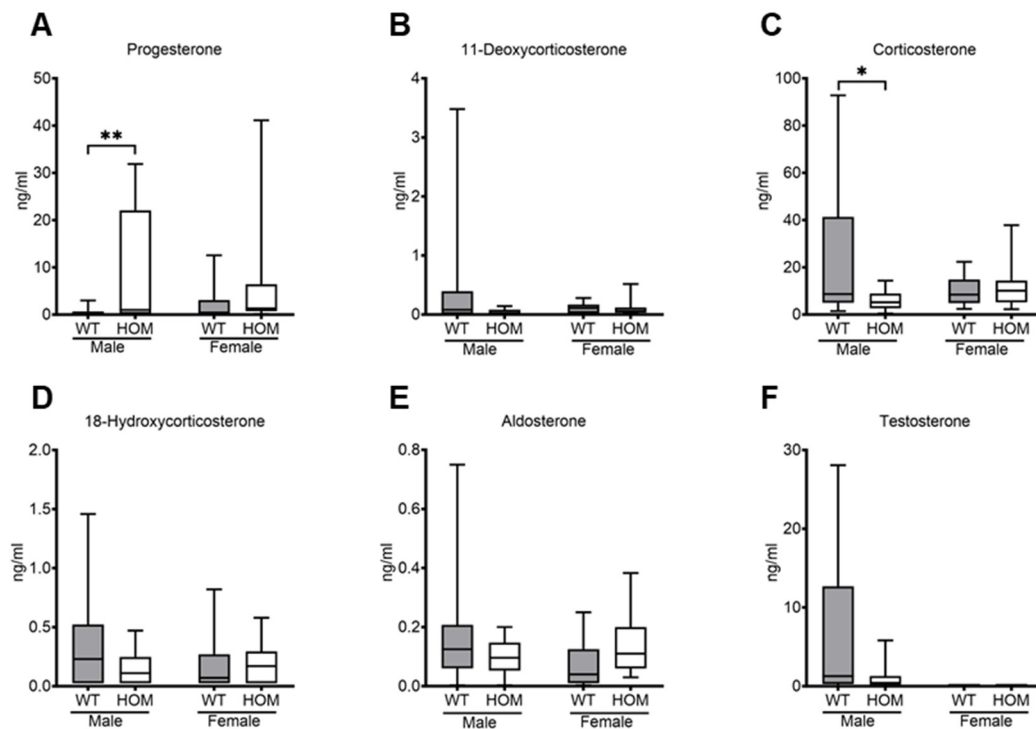 A
Progesterone
50
40
30
20
10
0
ng/ml
**
WT HOM WT HOM
Male Female
B
11-Deoxycorticosterone
4
3
2
1
0
ng/ml
WT HOM WT HOM
Male Female
C
Corticosterone
100
80
60
40
20
0
ng/ml
*
WT HOM WT HOM
Male Female
D
18-Hydroxycorticosterone
2.0
1.5
1.0
0.5
0.0
ng/ml
WT HOM WT HOM
Male Female
E
Aldosterone
0.8
0.6
0.4
0.2
0.0
ng/ml
WT HOM WT HOM
Male Female
F
Testosterone
30
20
10
0
ng/ml
WT HOM WT HOM
Male Female